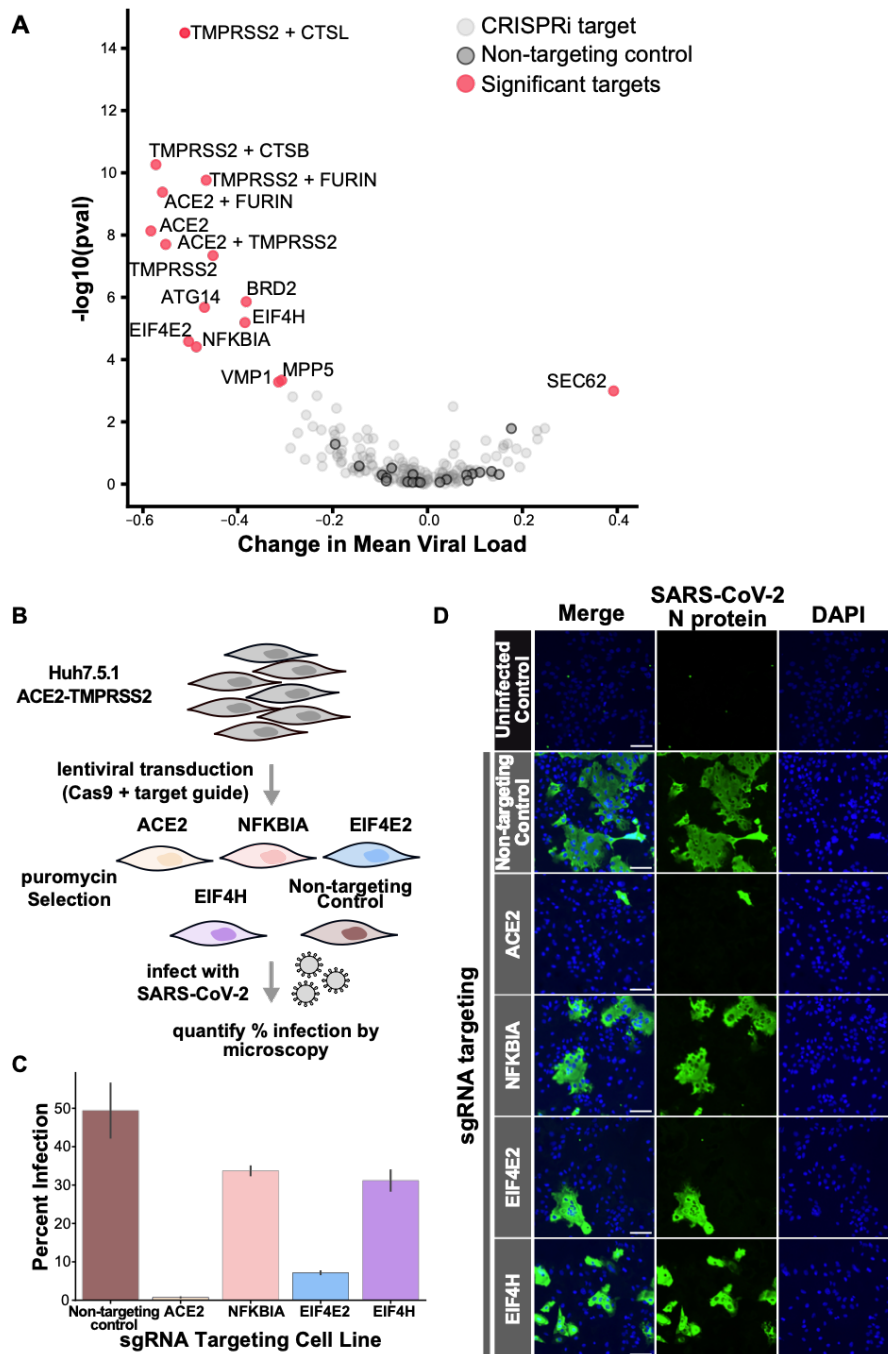 A
TMPRSS2 + CTSL
CRISPRi target
Non-targeting control
Significant targets
TMPRSS2 + CTSB
TMPRSS2 + FURIN
ACE2 + FURIN
ACE2
ACE2 + TMPRSS2
TMPRSS2
BRD2
ATG14
EIF4H
EIF4E2
NFKBIA
MPP5
VMP1
SEC62
-log10(pval)
14
12
10
8
6
4
2
0
−0.6
−0.4
−0.2
0.0
0.2
0.4
Change in Mean Viral Load
B
Huh7.5.1
ACE2-TMPRSS2
lentiviral transduction
(Cas9 + target guide)
ACE2
NFKBIA
EIF4E2
puromycin
Selection
EIF4H
Non-targeting
Control
infect with
SARS-CoV-2
quantify % infection by
microscopy
C
Percent Infection
50
40
30
20
10
0
Non-targeting
control
ACE2
NFKBIA
EIF4E2
EIF4H
sgRNA Targeting Cell Line
D
Merge
SARS-CoV-2
N protein
DAPI
Uninfected
Control
Non-targeting
Control
ACE2
NFKBIA
EIF4E2
EIF4H
sgRNA targeting